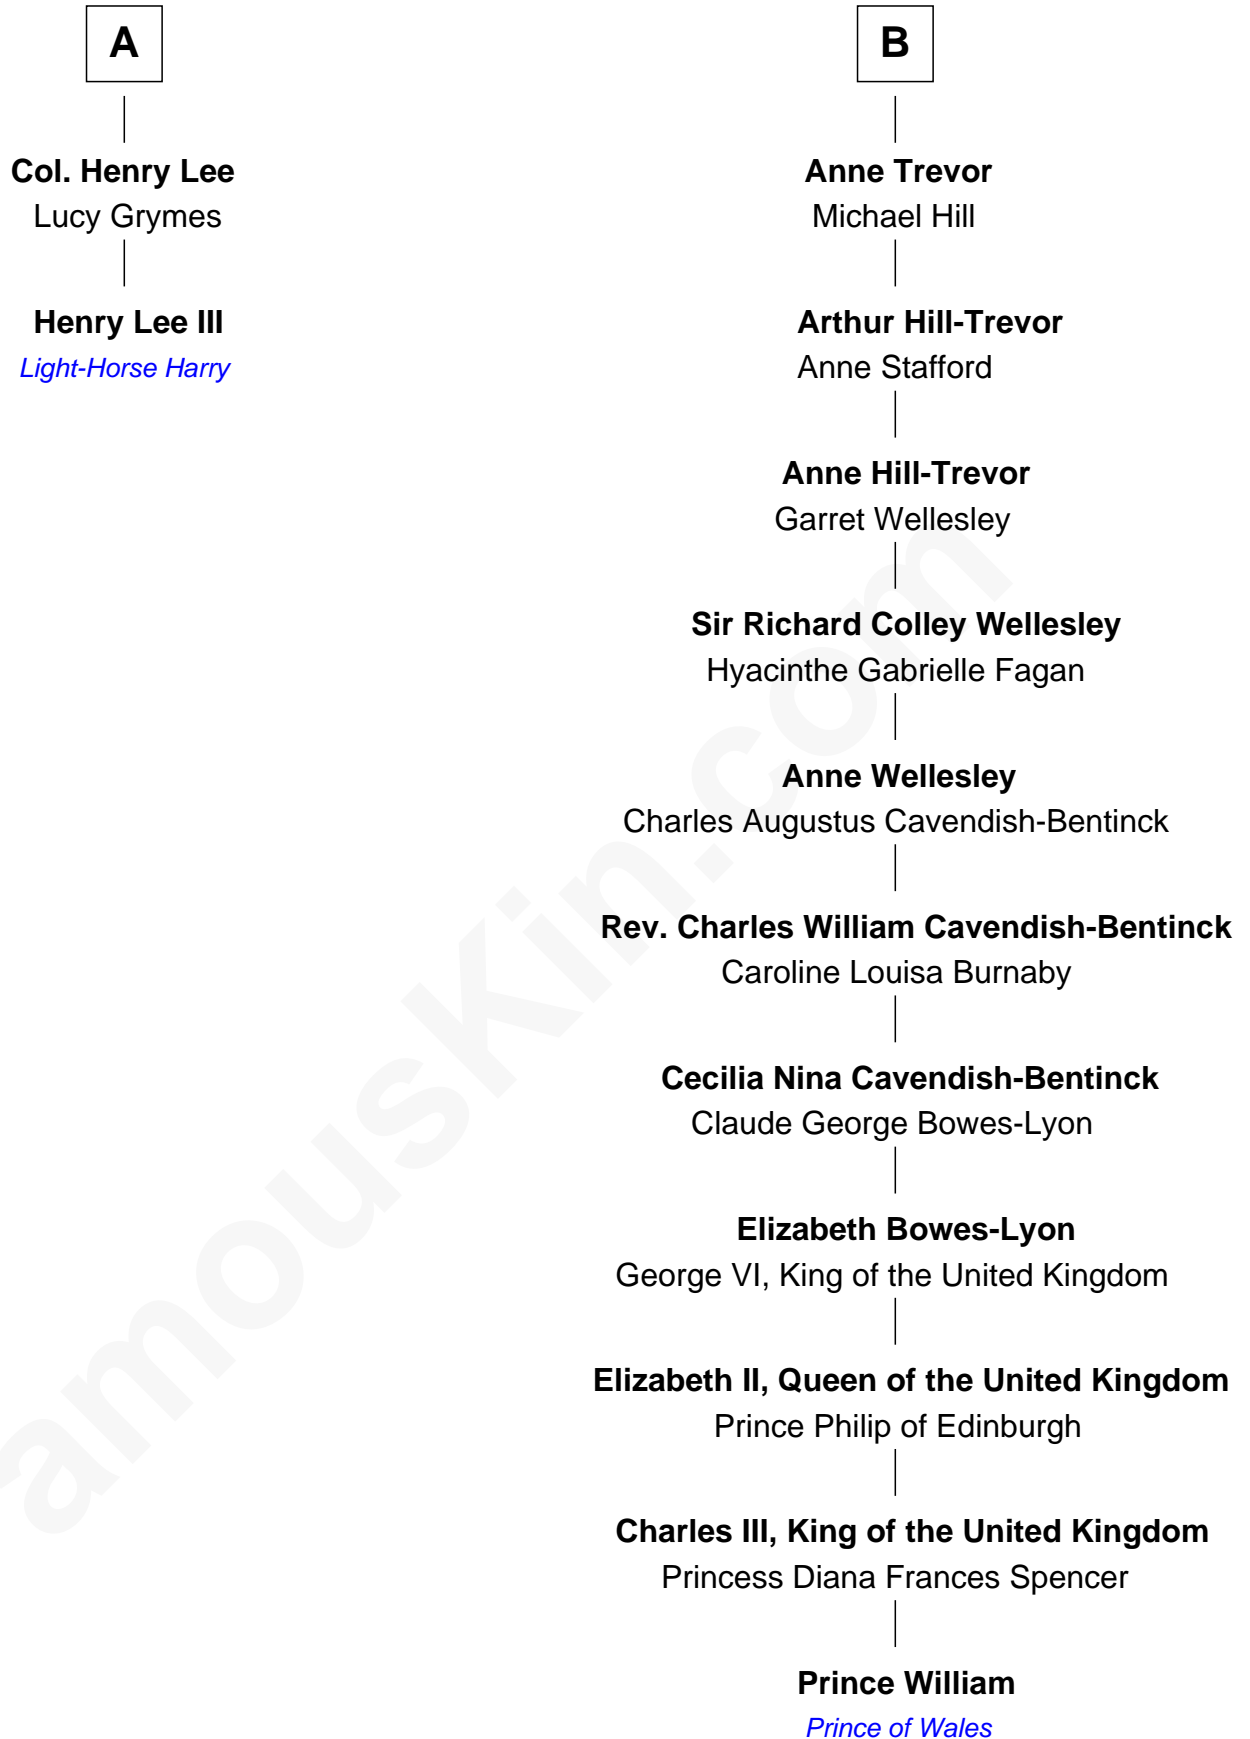 A
Col. Henry Lee
Lucy Grymes
Henry Lee III
Light-Horse Harry
B
Anne Trevor
Michael Hill
Arthur Hill-Trevor
Anne Stafford
Anne Hill-Trevor
Garret Wellesley
Sir Richard Colley Wellesley
Hyacinthe Gabrielle Fagan
Anne Wellesley
Charles Augustus Cavendish-Bentinck
Rev. Charles William Cavendish-Bentinck
Caroline Louisa Burnaby
Cecilia Nina Cavendish-Bentinck
Claude George Bowes-Lyon
Elizabeth Bowes-Lyon
George VI, King of the United Kingdom
Elizabeth II, Queen of the United Kingdom
Prince Philip of Edinburgh
Charles III, King of the United Kingdom
Princess Diana Frances Spencer
Prince William
Prince of Wales
amousKin.com